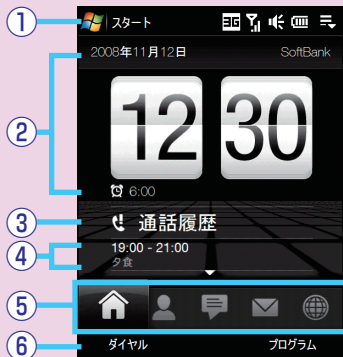 ① スタート 3G
2008年11月12日 SoftBank
② 12 30
6:00
③ 通話履歴
④ 19:00 - 21:00
夕食
⑤
⑥ ダイヤル プログラム